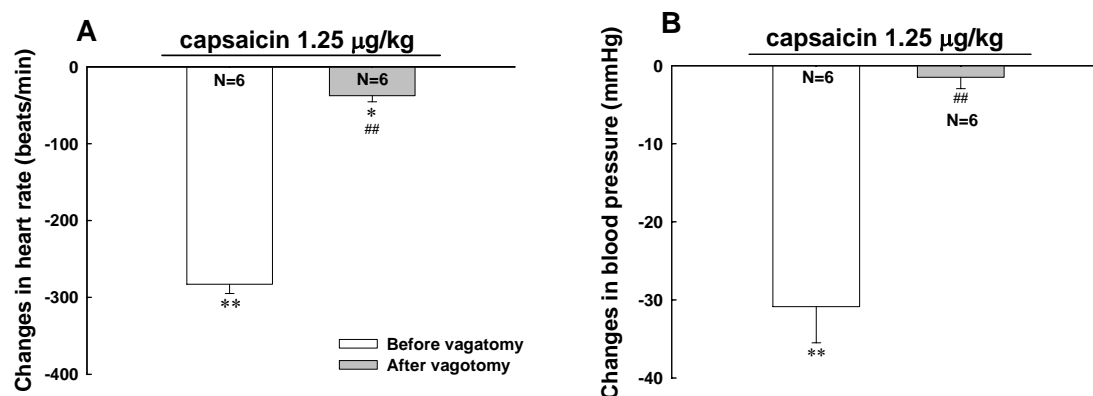 A
capsaicin 1.25 μg/kg
Changes in heart rate (beats/min)
0
-100
-200
-300
-400
N=6
N=6
*
##
**
Before vagatomy
After vagotomy
B
capsaicin 1.25 μg/kg
Changes in blood pressure (mmHg)
0
-10
-20
-30
-40
N=6
##
N=6
**